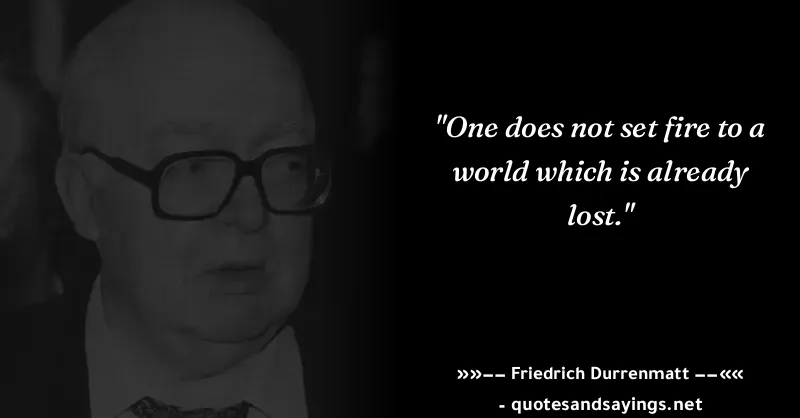 "One does not set fire to a
world which is already
lost."
»»−− Friedrich Durrenmatt −−««
- quotesandsayings.net